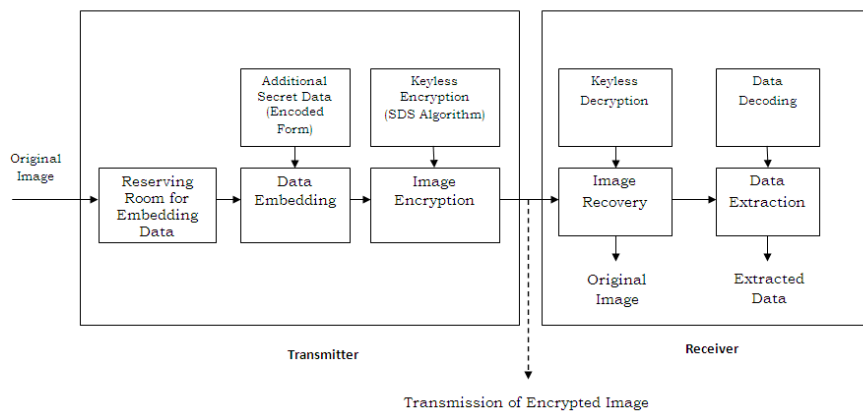 Additional
Secret Data
(Encoded
Form)
Keyless
Encryption
(SDS Algorithm)
Keyless
Decryption
Data
Decoding
Original
Image
Reserving
Room for
Embedding
Data
Data
Embedding
Image
Encryption
Image
Recovery
Data
Extraction
Original
Image
Extracted
Data
Transmitter
Receiver
Transmission of Encrypted Image